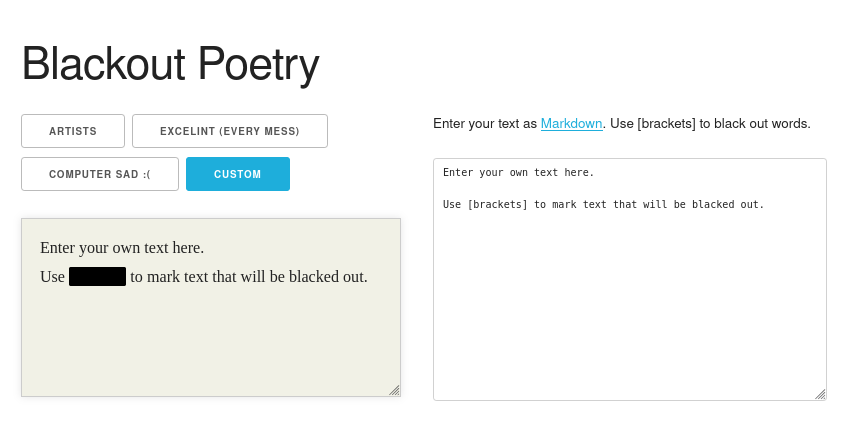 Blackout Poetry
ARTISTS
EXCELINT (EVERY MESS)
COMPUTER SAD :(
CUSTOM
Enter your own text here.
Use to mark text that will be blacked out.
Enter your text as Markdown. Use [brackets] to black out words.
Enter your own text here.
Use [brackets] to mark text that will be blacked out.